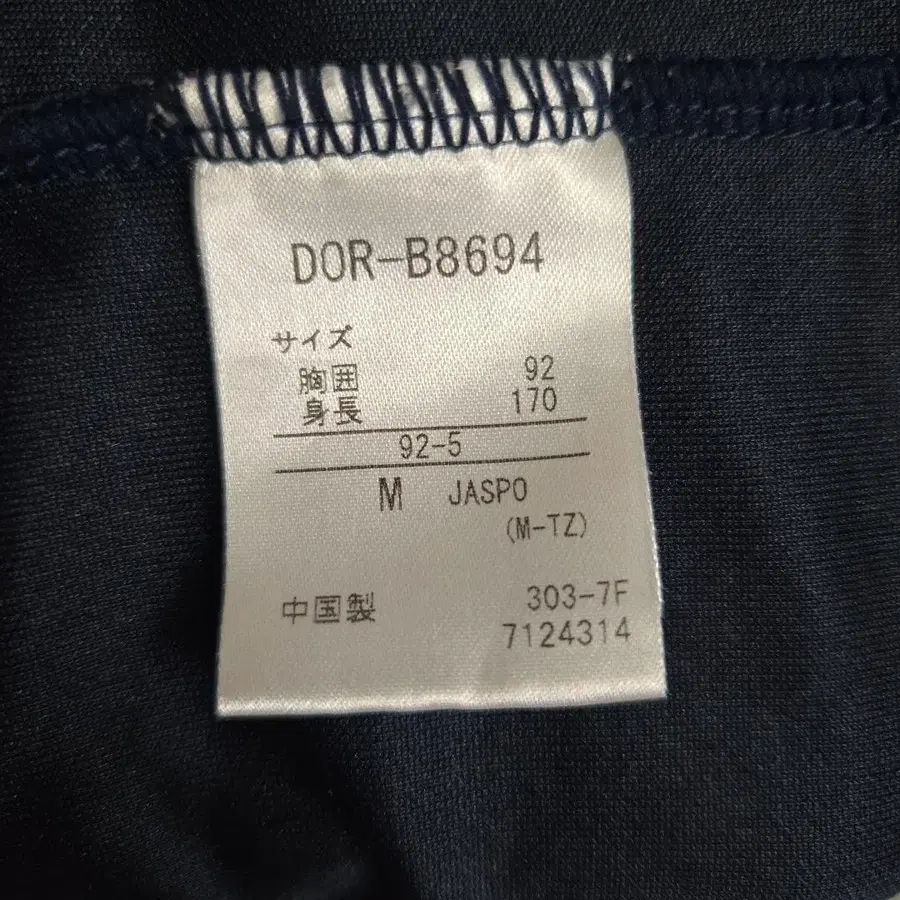 DOR-B8694
サイズ
胸囲 92
身長 170
92-5
M JASPO
(M-TZ)
中国製 303-7F
7124314